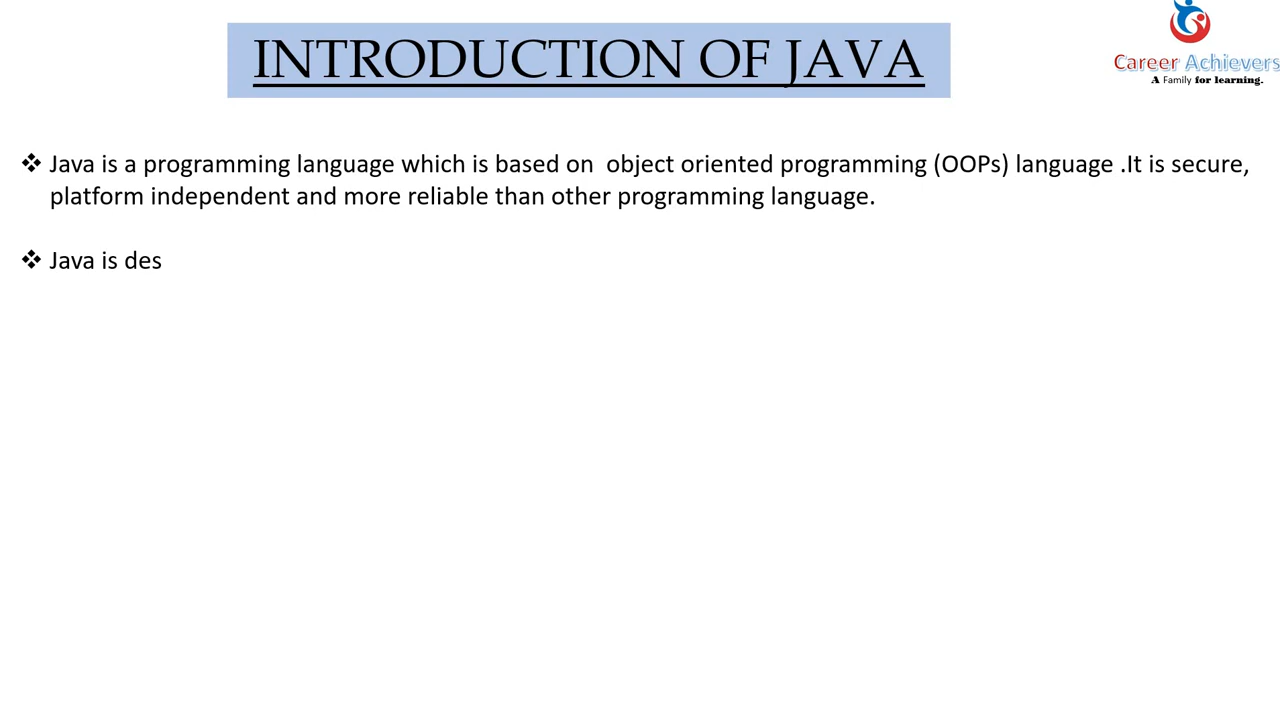 INTRODUCTION OF JAVA
Career Achievers
A Family for learning.
❖ Java is a programming language which is based on  object oriented programming (OOPs) language .It is secure,
platform independent and more reliable than other programming language.
❖ Java is des